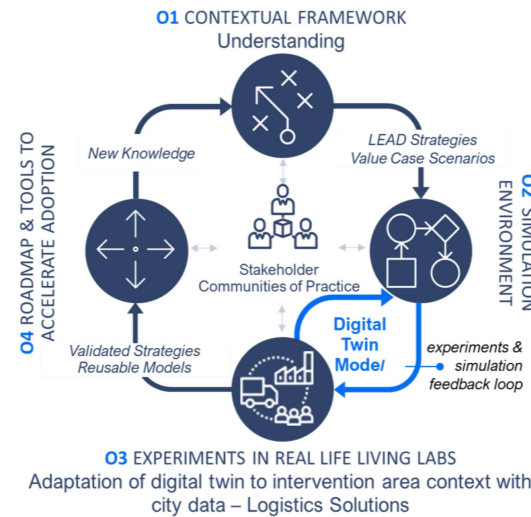 O1 CONTEXTUAL FRAMEWORK
Understanding
New Knowledge
LEAD Strategies
Value Case Scenarios
O4 ROADMAP & TOOLS TO
ACCELERATE ADOPTION
O2 SIMULATION
ENVIRONMENT
Stakeholder
Communities of Practice
Digital
Twin
Model
experiments &
simulation
feedback loop
Validated Strategies
Reusable Models
O3 EXPERIMENTS IN REAL LIFE LIVING LABS
Adaptation of digital twin to intervention area context with
city data – Logistics Solutions